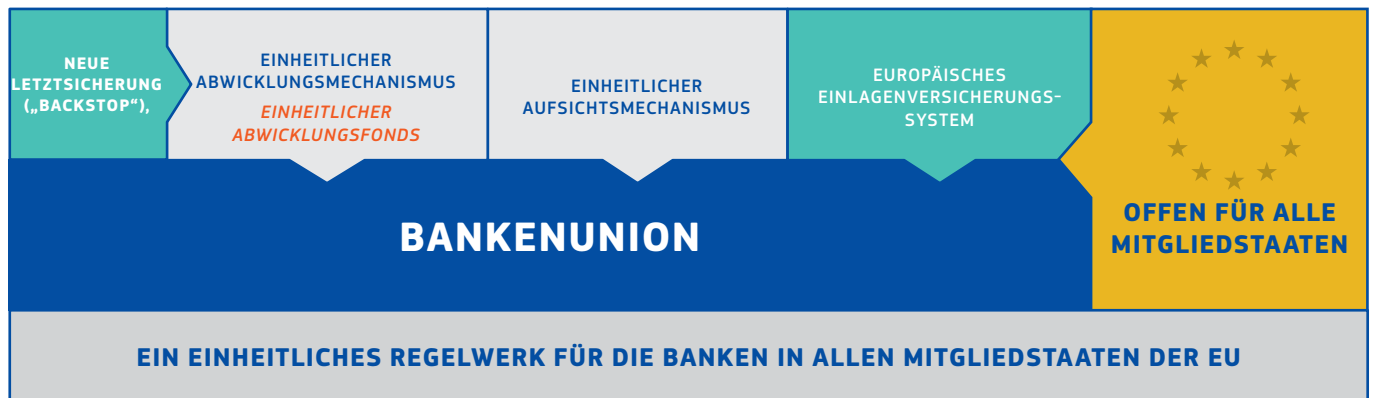 NEUE
LETZTSICHERUNG
(„BACKSTOP“),
EINHEITLICHER
ABWICKLUNGSMECHANISMUS
EINHEITLICHER
ABWICKLUNGSFONDS
EINHEITLICHER
AUFSICHTSMECHANISMUS
EUROPÄISCHES
EINLAGENVERSICHERUNGS-
SYSTEM
OFFEN FÜR ALLE
MITGLIEDSTAATEN
BANKENUNION
EIN EINHEITLICHES REGELWERK FÜR DIE BANKEN IN ALLEN MITGLIEDSTAATEN DER EU